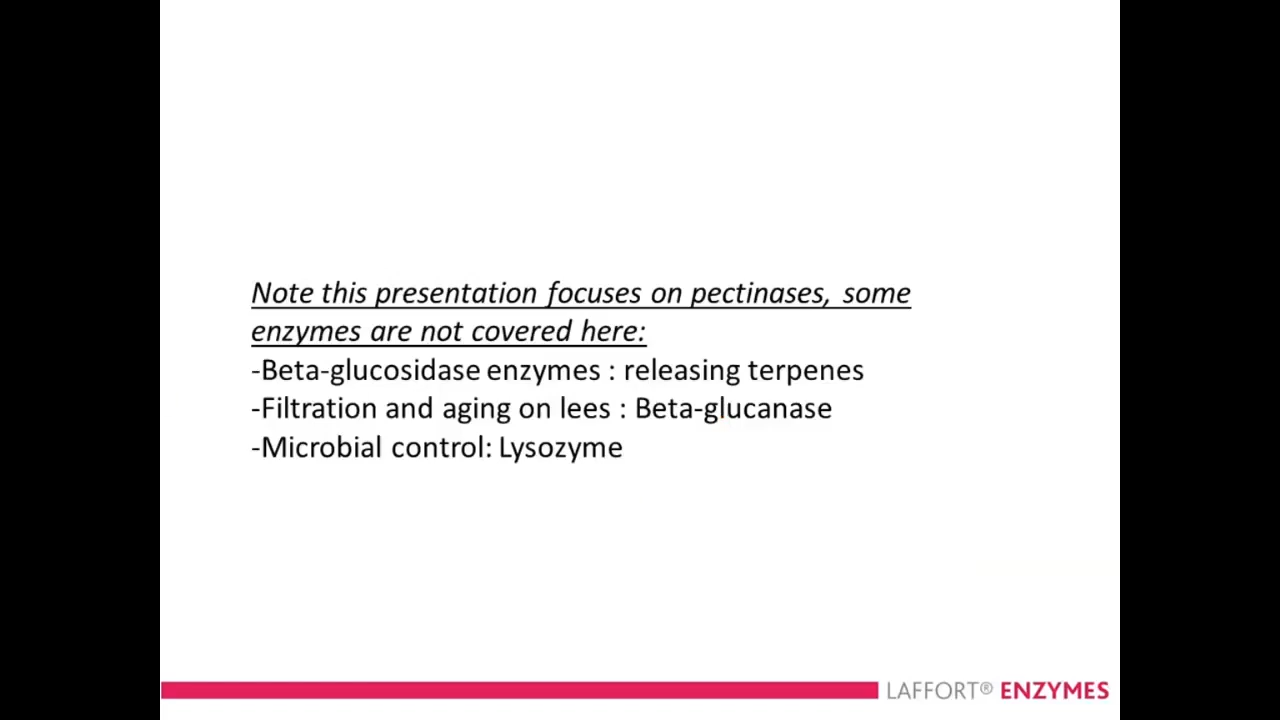 Note this presentation focuses on pectinases, some
enzymes are not covered here:
-Beta-glucosidase enzymes : releasing terpenes
-Filtration and aging on lees : Beta-glucanase
-Microbial control: Lysozyme
LAFFORT® ENZYMES